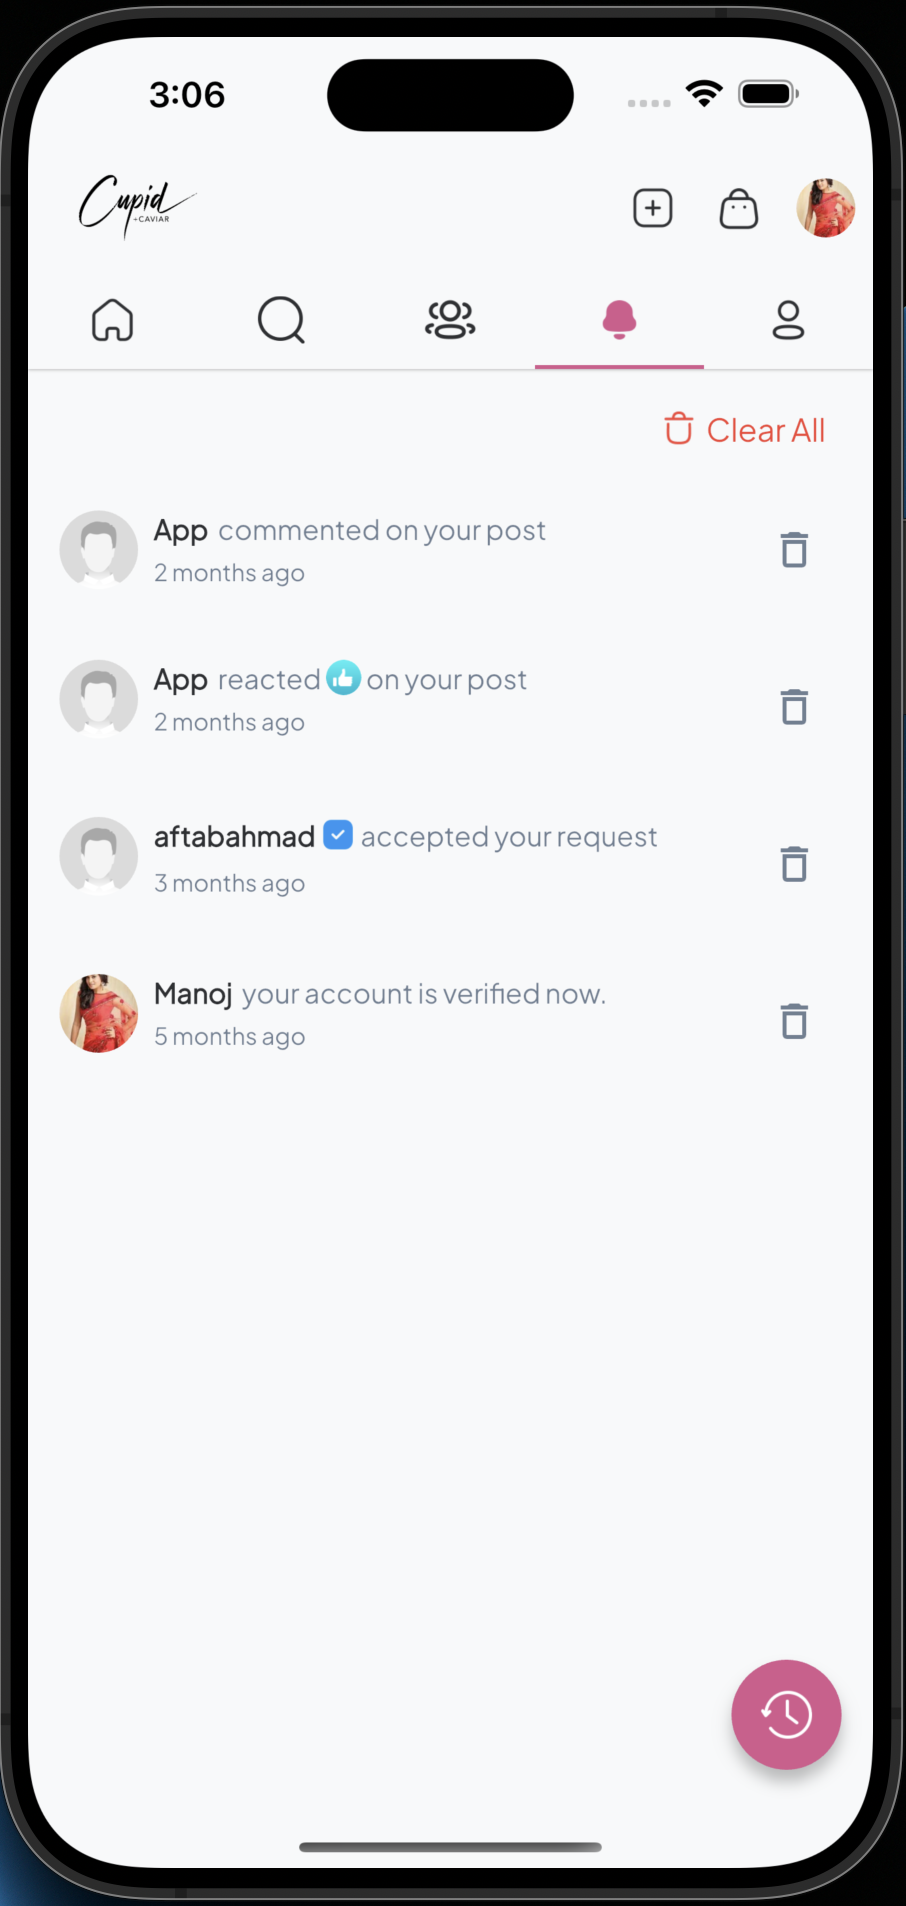 3:06
Cupid
+CAVIAR
Clear All
App commented on your post
2 months ago
App reacted on your post
2 months ago
aftabahmad accepted your request
3 months ago
Manoj your account is verified now.
5 months ago